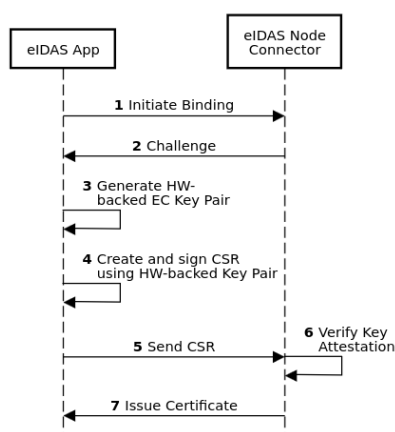 eIDAS App
eIDAS Node
Connector
1 Initiate Binding
2 Challenge
3 Generate HW-
backed EC Key Pair
4 Create and sign CSR
using HW-backed Key Pair
5 Send CSR
6 Verify Key
Attestation
7 Issue Certificate